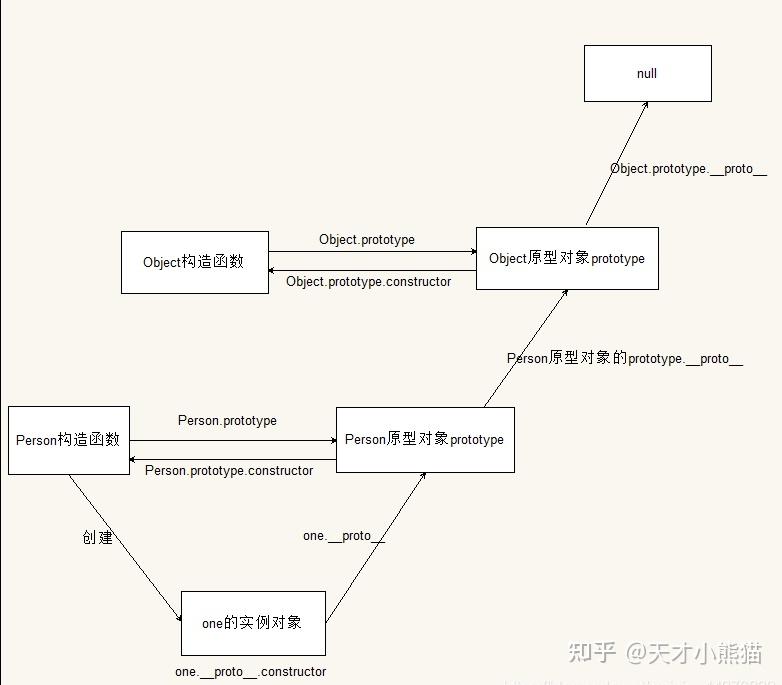 null
Object.prototype.__proto__
Object.prototype
Object构造函数
Object原型对象prototype
Object.prototype.constructor
Person原型对象的prototype.__proto__
Person.prototype
Person构造函数
Person原型对象prototype
Person.prototype.constructor
创建
one.__proto__
one的实例对象
知乎 @天才小熊猫
one.__proto__.constructor